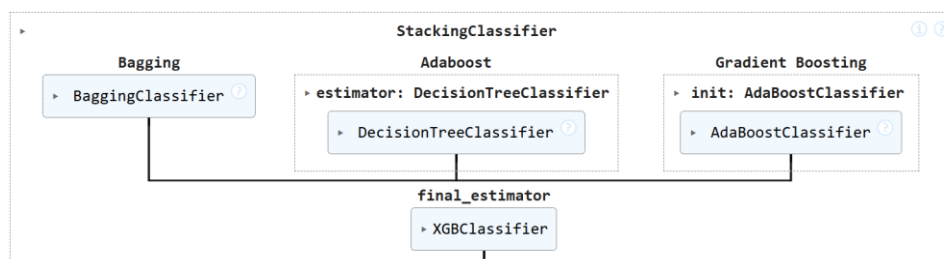 StackingClassifier
Bagging
Adaboost
Gradient Boosting
BaggingClassifier ?
estimator: DecisionTreeClassifier
init: AdaBoostClassifier
DecisionTreeClassifier ?
AdaBoostClassifier ?
final_estimator
XGBClassifier